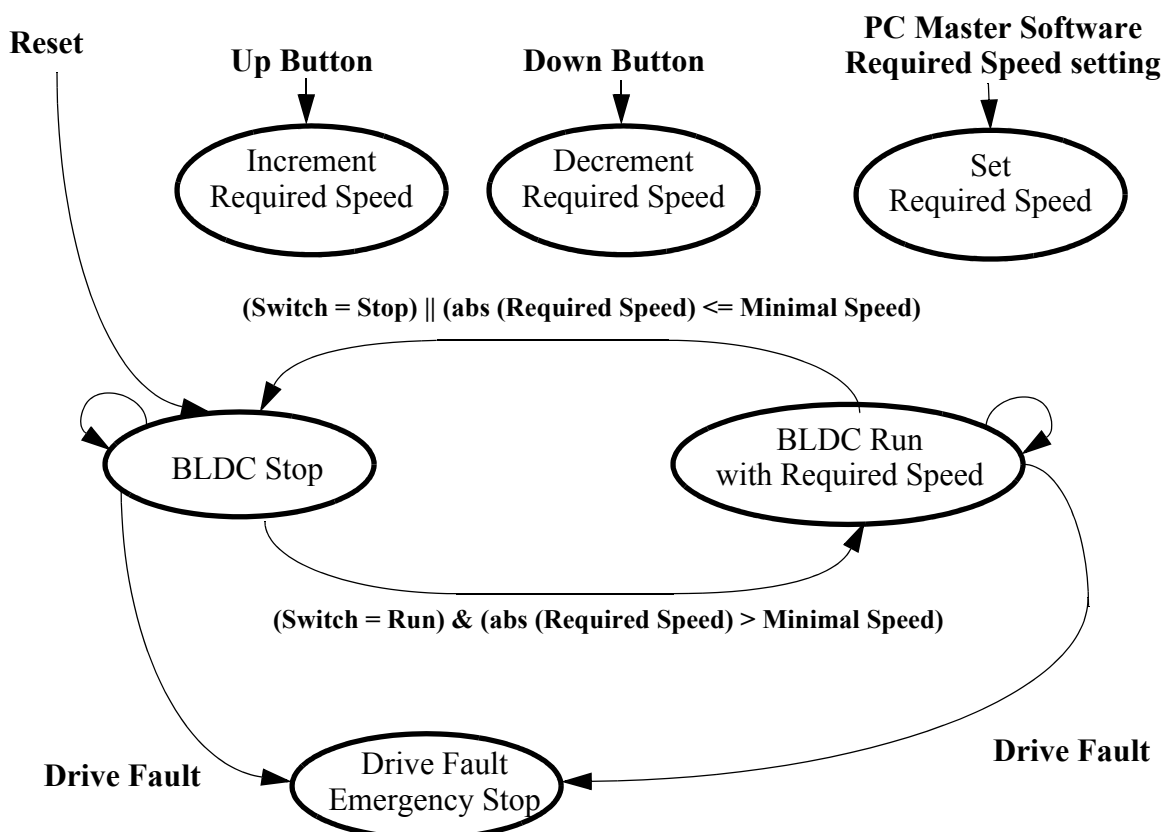 Reset
Up Button
Down Button
PC Master Software
Required Speed setting
Increment
Required Speed
Decrement
Required Speed
Set
Required Speed
(Switch = Stop) || (abs (Required Speed) <= Minimal Speed)
BLDC Stop
BLDC Run
with Required Speed
(Switch = Run) & (abs (Required Speed) > Minimal Speed)
Drive Fault
Drive Fault
Emergency Stop
Drive Fault